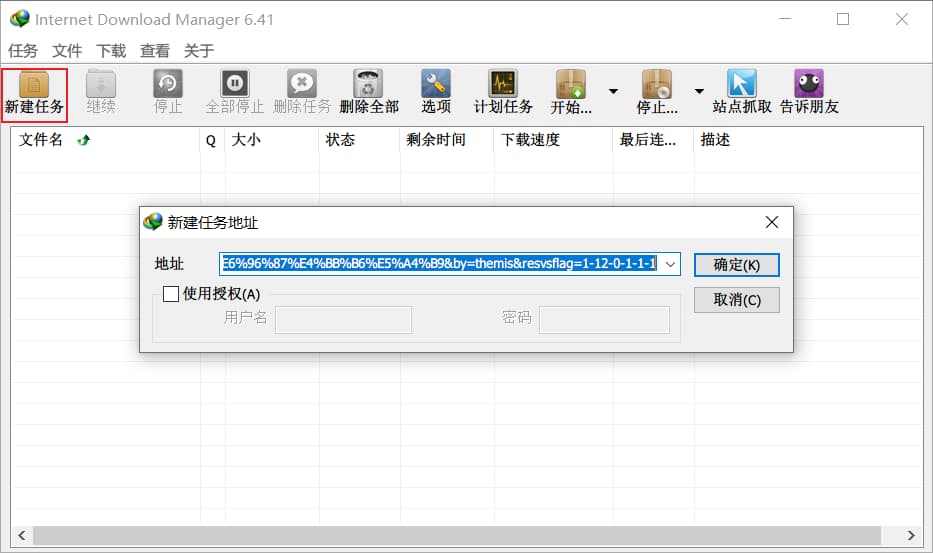 Internet Download Manager 6.41
任务 文件 下载 查看 关于
新建任务 继续 停止 全部停止 删除任务 删除全部 选项 计划任务 开始... 停止... 站点抓取 告诉朋友
文件名 Q 大小 状态 剩余时间 下载速度 最后连... 描述
新建任务地址
地址 E6%96%87%E4%BB%B6%E5%A4%B9&by=themis&resvsflag=1-12-0-1-1-1 确定(K)
使用授权(A) 取消(C)
用户名 密码